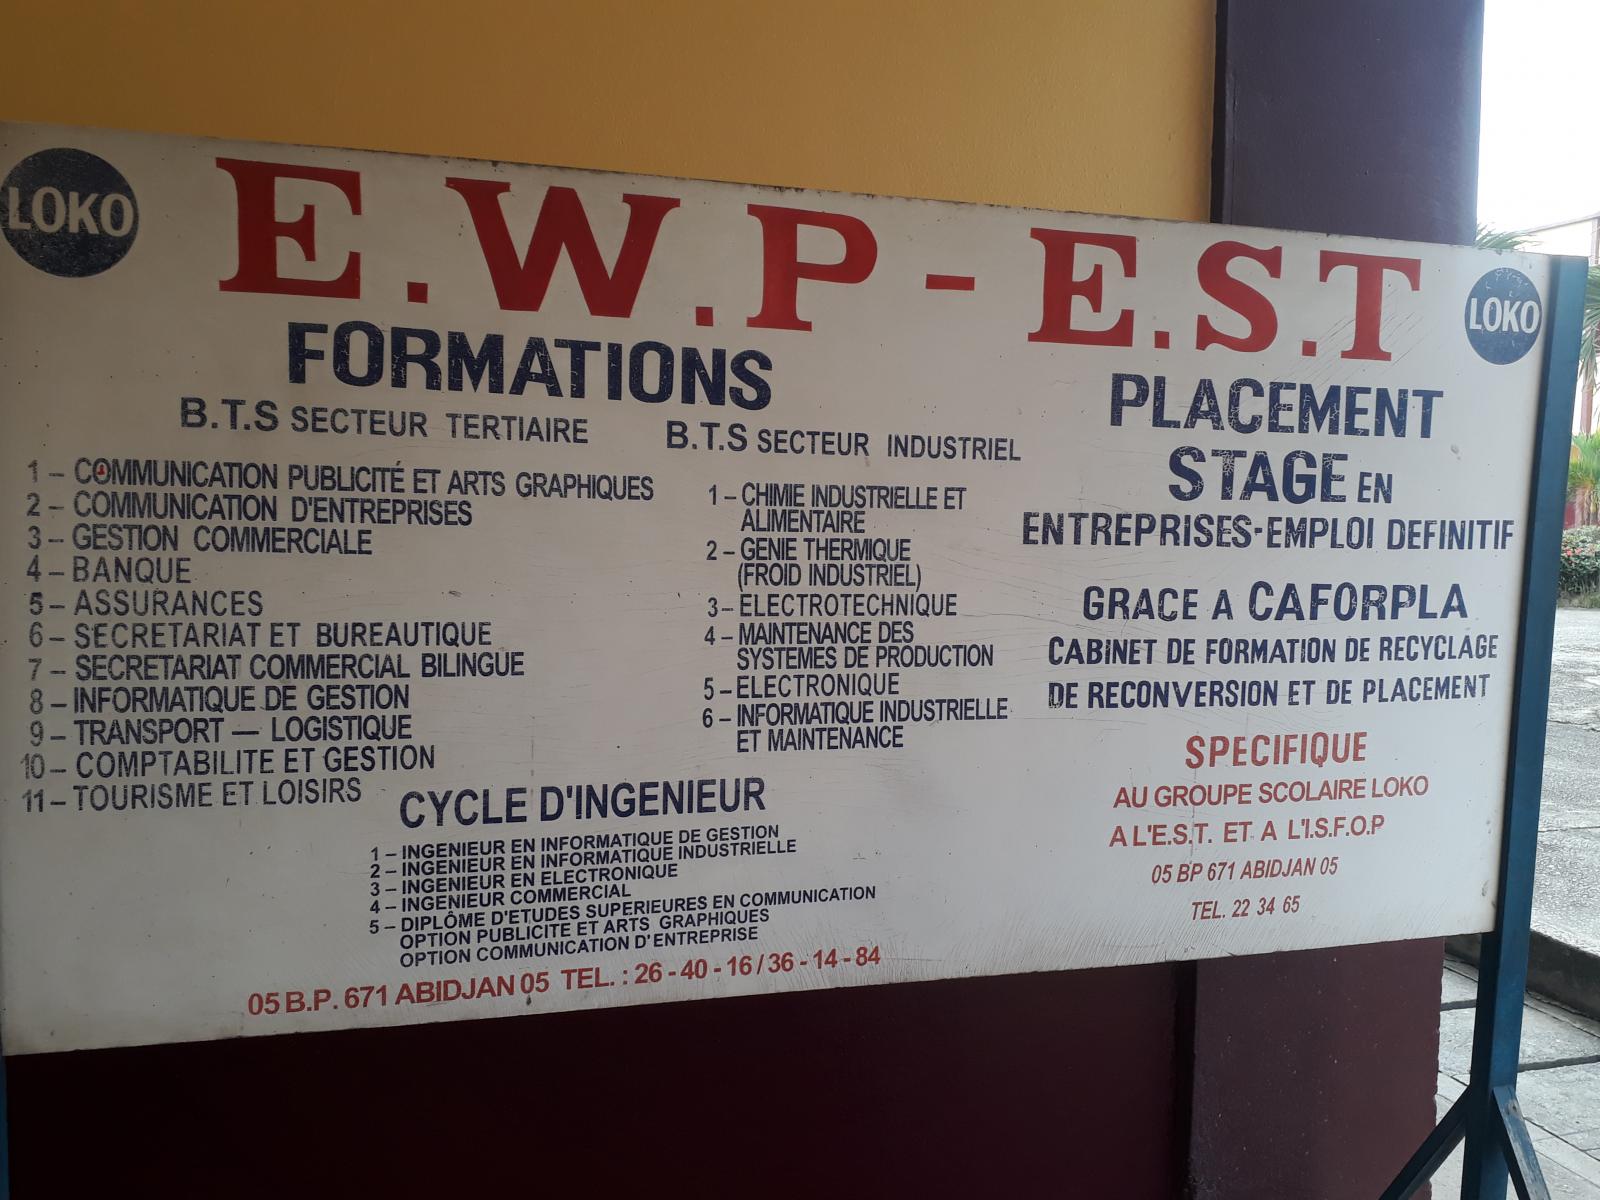 LOKO
E.W.P - E.S.T
LOKO
FORMATIONS
B.T.S SECTEUR TERTIAIRE
1 – COMMUNICATION PUBLICITÉ ET ARTS GRAPHIQUES
2 – COMMUNICATION D'ENTREPRISES
3 – GESTION COMMERCIALE
4 – BANQUE
5 – ASSURANCES
6 – SECRETARIAT ET BUREAUTIQUE
7 – SECRETARIAT COMMERCIAL BILINGUE
8 – INFORMATIQUE DE GESTION
9 – TRANSPORT — LOGISTIQUE
10 – COMPTABILITE ET GESTION
11 – TOURISME ET LOISIRS
B.T.S SECTEUR INDUSTRIEL
1 – CHIMIE INDUSTRIELLE ET
ALIMENTAIRE
2 – GENIE THERMIQUE
(FROID INDUSTRIEL)
3 – ELECTROTECHNIQUE
4 – MAINTENANCE DES
SYSTEMES DE PRODUCTION
5 – ELECTRONIQUE
6 – INFORMATIQUE INDUSTRIELLE
ET MAINTENANCE
CYCLE D'INGENIEUR
1 – INGENIEUR EN INFORMATIQUE DE GESTION
2 – INGENIEUR EN INFORMATIQUE INDUSTRIELLE
3 – INGENIEUR EN ELECTRONIQUE
4 – INGENIEUR COMMERCIAL
5 – DIPLÔME D'ETUDES SUPERIEURES EN COMMUNICATION
OPTION PUBLICITE ET ARTS GRAPHIQUES
OPTION COMMUNICATION D'ENTREPRISE
05 B.P. 671 ABIDJAN 05 TEL. : 26 - 40 - 16 / 36 - 14 - 84
PLACEMENT
STAGE EN
ENTREPRISES-EMPLOI DEFINITIF
GRACE A CAFORPLA
CABINET DE FORMATION DE RECYCLAGE
DE RECONVERSION ET DE PLACEMENT
SPECIFIQUE
AU GROUPE SCOLAIRE LOKO
A L'E.S.T. ET A L'I.S.F.O.P
05 BP 671 ABIDJAN 05
TEL. 22 34 65